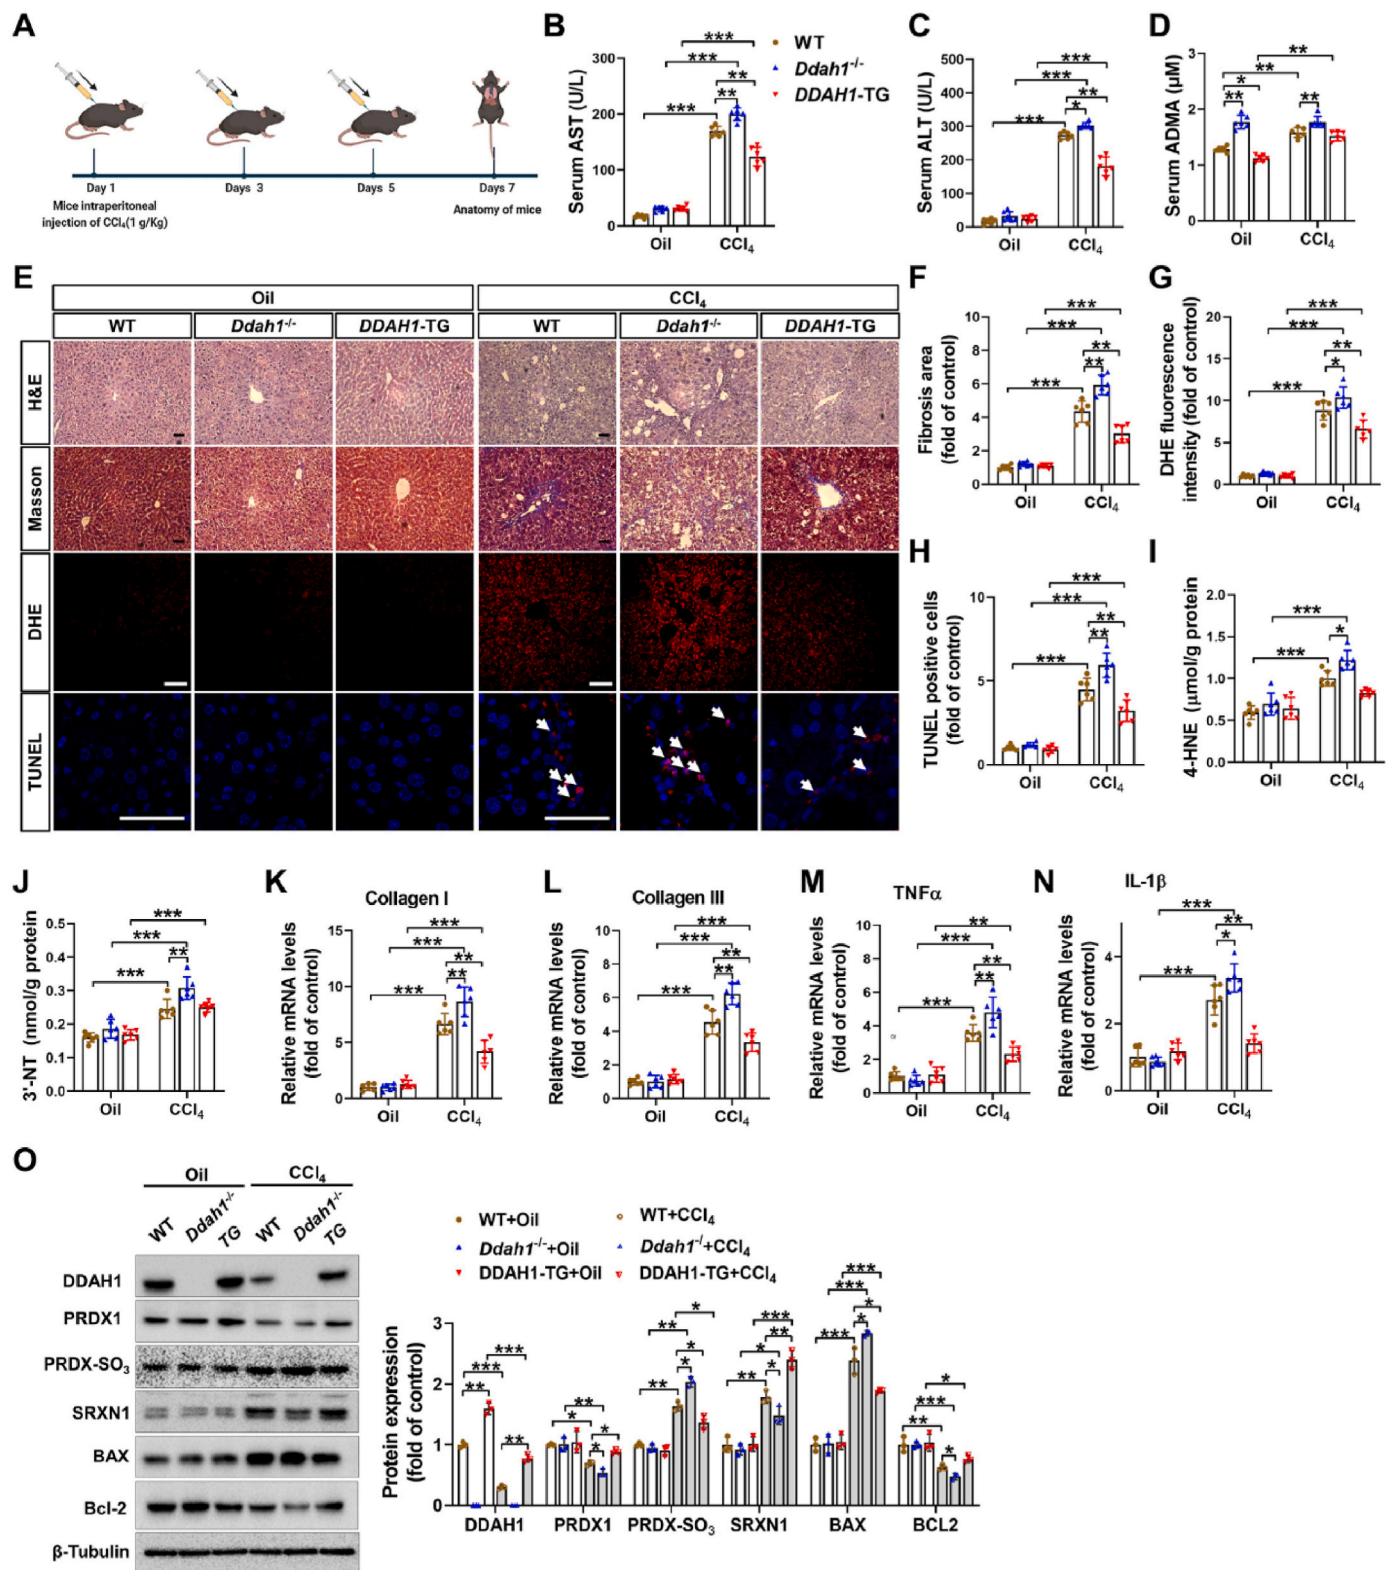 A
Day 1
Days 3
Days 5
Days 7
Mice intraperitoneal
injection of CCl₄(1 g/Kg)
Anatomy of mice
B
Serum AST (U/L)
300
200
100
0
***
***
***
**
**
Oil
CCl₄
WT
Ddah1⁻/⁻
DDAH1-TG
C
Serum ALT (U/L)
500
400
300
200
100
0
***
***
***
**
*
Oil
CCl₄
D
Serum ADMA (μM)
3
2
1
0
**
**
*
**
**
Oil
CCl₄
E
Oil
CCl₄
WT
Ddah1⁻/⁻
DDAH1-TG
WT
Ddah1⁻/⁻
DDAH1-TG
H&E
Masson
DHE
TUNEL
F
Fibrosis area
(fold of control)
10
8
6
4
2
0
***
***
***
**
**
Oil
CCl₄
G
DHE fluorescence
intensity (fold of control)
20
15
10
5
0
***
***
***
**
*
Oil
CCl₄
H
TUNEL positive cells
(fold of control)
10
5
0
***
***
***
**
**
Oil
CCl₄
I
4-HNE (μmol/g protein)
2.0
1.5
1.0
0.5
0.0
***
***
*
Oil
CCl₄
J
3'-NT (nmol/g protein)
0.5
0.4
0.3
0.2
0.1
0.0
***
***
***
**
Oil
CCl₄
K
Collagen I
Relative mRNA levels
(fold of control)
15
10
5
0
***
***
***
**
**
Oil
CCl₄
L
Collagen III
Relative mRNA levels
(fold of control)
10
8
6
4
2
0
***
***
***
**
**
Oil
CCl₄
M
TNFα
Relative mRNA levels
(fold of control)
10
8
6
4
2
0
**
***
***
**
**
Oil
CCl₄
N
IL-1β
Relative mRNA levels
(fold of control)
4
2
0
***
***
**
*
Oil
CCl₄
O
Oil
CCl₄
WT
Ddah1⁻/⁻
TG
WT
Ddah1⁻/⁻
TG
DDAH1
PRDX1
PRDX-SO₃
SRXN1
BAX
Bcl-2
β-Tubulin
WT+Oil
WT+CCl₄
Ddah1⁻/⁻+Oil
Ddah1⁻/+CCl₄
DDAH1-TG+Oil
DDAH1-TG+CCl₄
Protein expression
(fold of control)
3
2
1
0
***
***
**
**
**
*
*
*
*
**
**
*
*
***
**
*
*
**
***
***
***
*
*
*
***
**
*
DDAH1
PRDX1
PRDX-SO₃
SRXN1
BAX
BCL2